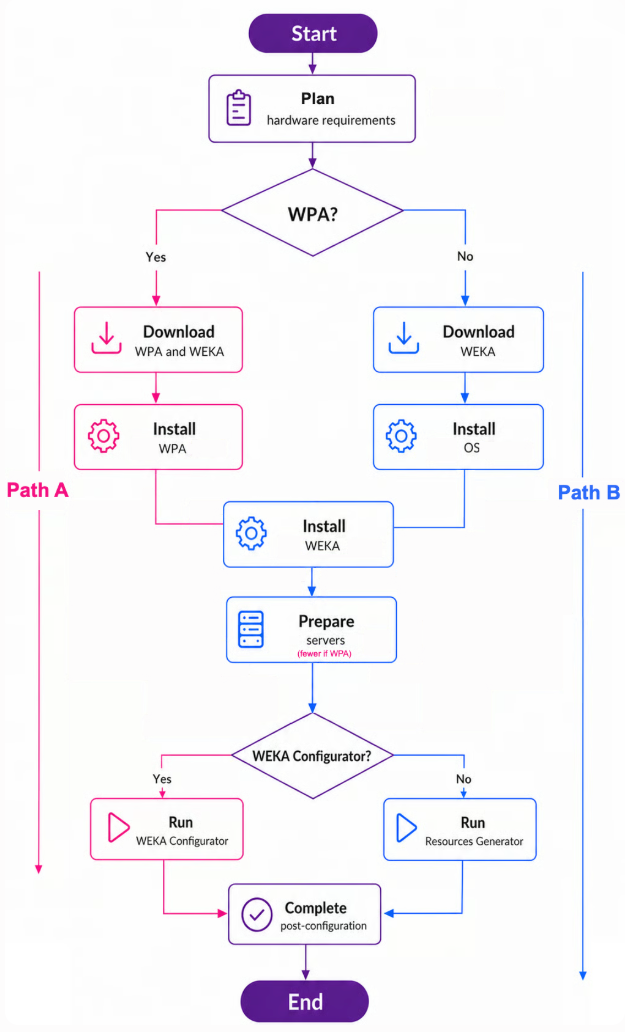 Start
Plan
hardware requirements
WPA?
Yes
No
Download
WPA and WEKA
Download
WEKA
Install
WPA
Install
OS
Path A
Path B
Install
WEKA
Prepare
servers
(fewer if WPA)
WEKA Configurator?
Yes
No
Run
WEKA Configurator
Run
Resources Generator
Complete
post-configuration
End